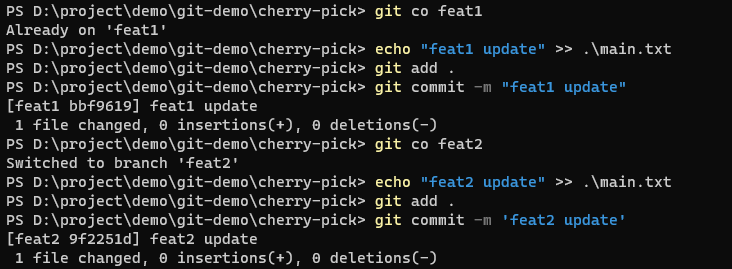 PS D:\project\demo\git-demo\cherry-pick> git co feat1
Already on 'feat1'
PS D:\project\demo\git-demo\cherry-pick> echo "feat1 update" >> .\main.txt
PS D:\project\demo\git-demo\cherry-pick> git add .
PS D:\project\demo\git-demo\cherry-pick> git commit -m "feat1 update"
[feat1 bbf9619] feat1 update
 1 file changed, 0 insertions(+), 0 deletions(-)
PS D:\project\demo\git-demo\cherry-pick> git co feat2
Switched to branch 'feat2'
PS D:\project\demo\git-demo\cherry-pick> echo "feat2 update" >> .\main.txt
PS D:\project\demo\git-demo\cherry-pick> git add .
PS D:\project\demo\git-demo\cherry-pick> git commit -m 'feat2 update'
[feat2 9f2251d] feat2 update
 1 file changed, 0 insertions(+), 0 deletions(-)